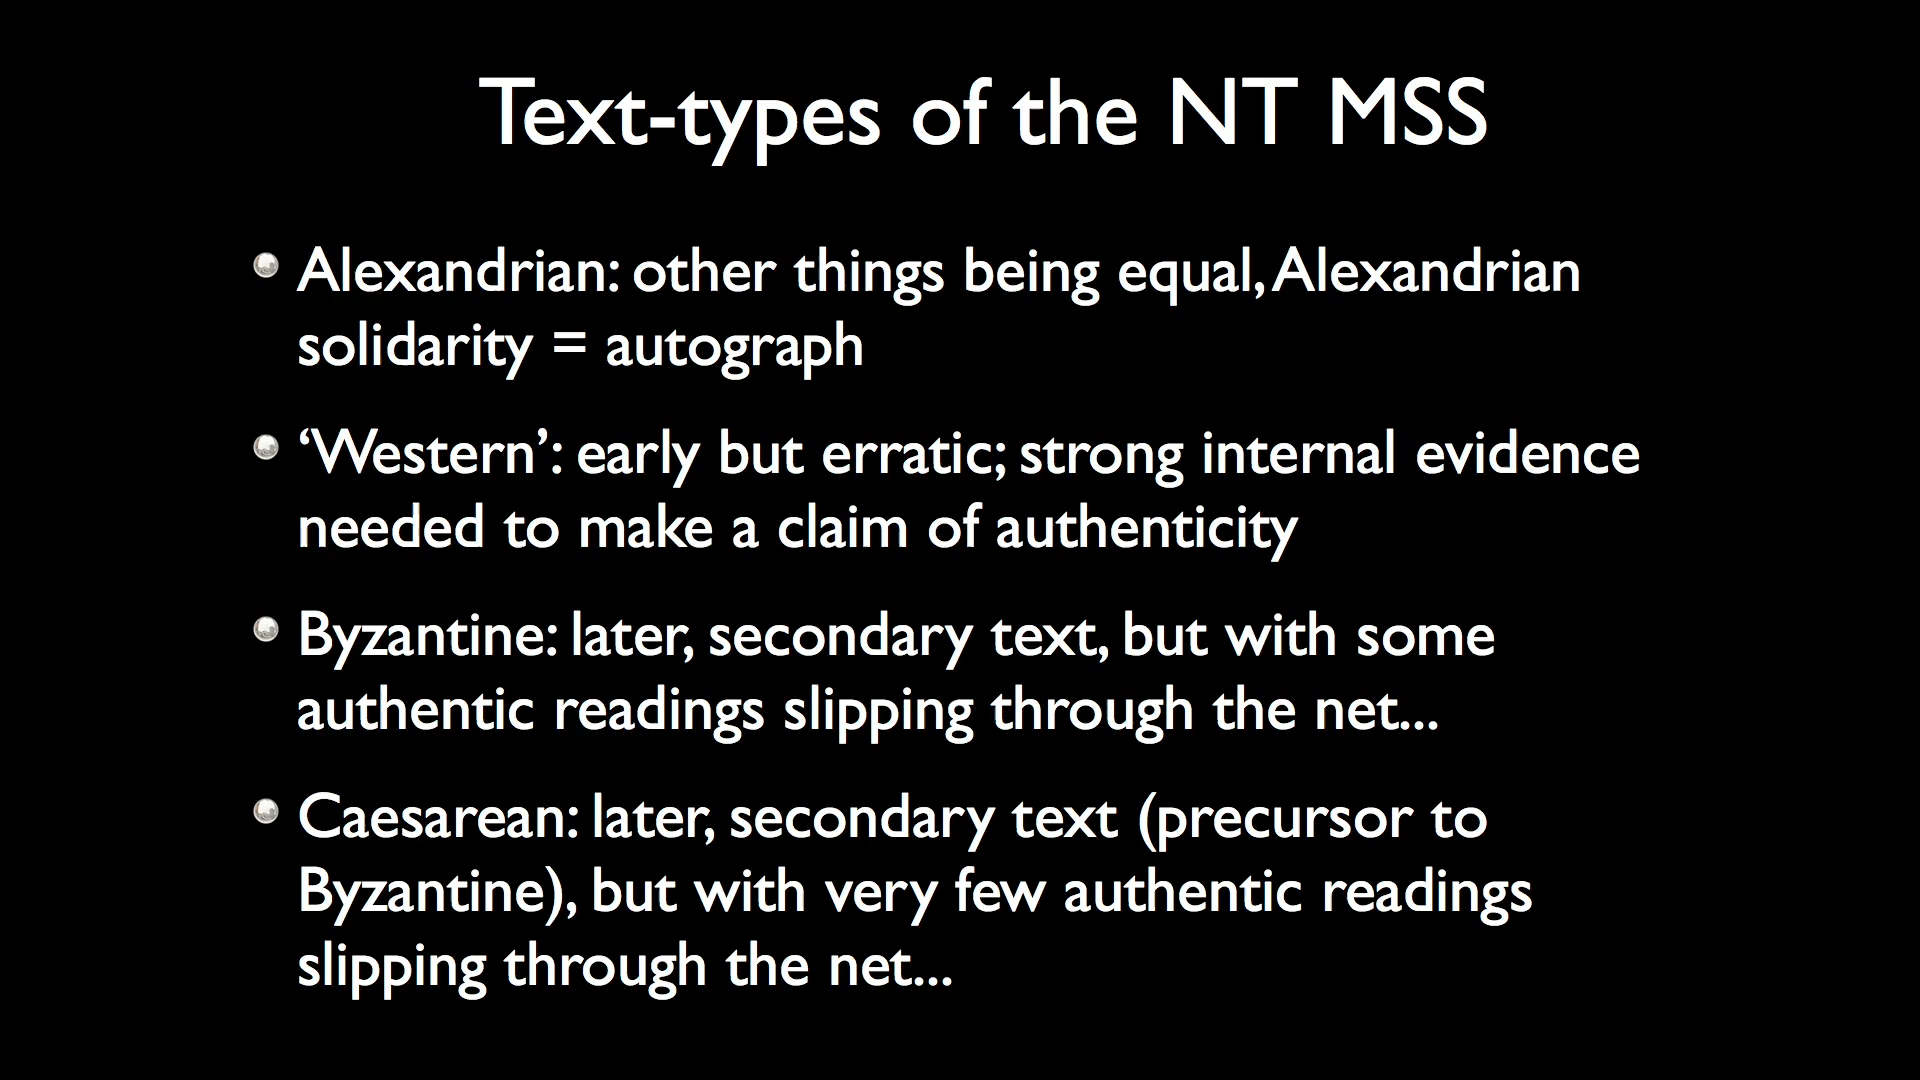 Text-types of the NT MSS
Alexandrian: other things being equal, Alexandrian
solidarity = autograph
‘Western’: early but erratic; strong internal evidence
needed to make a claim of authenticity
Byzantine: later, secondary text, but with some
authentic readings slipping through the net...
Caesarean: later, secondary text (precursor to
Byzantine), but with very few authentic readings
slipping through the net...